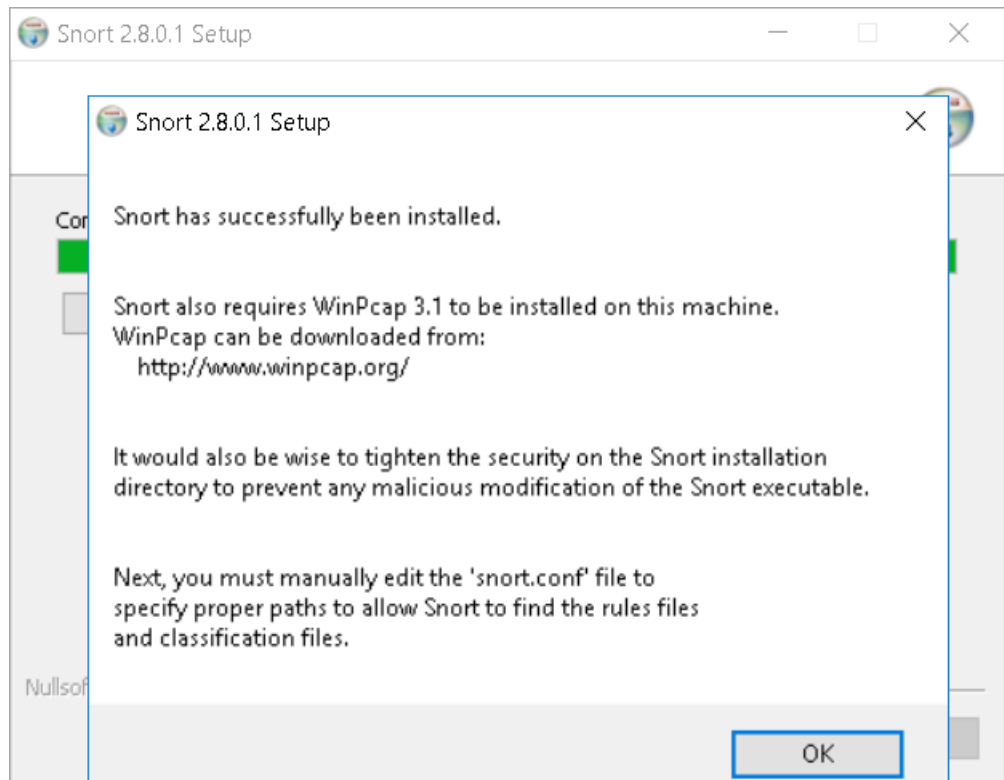 Snort 2.8.0.1 Setup
Snort 2.8.0.1 Setup
Snort has successfully been installed.
Snort also requires WinPcap 3.1 to be installed on this machine.
WinPcap can be downloaded from:
http://www.winpcap.org/
It would also be wise to tighten the security on the Snort installation
directory to prevent any malicious modification of the Snort executable.
Next, you must manually edit the 'snort.conf' file to
specify proper paths to allow Snort to find the rules files
and classification files.
OK